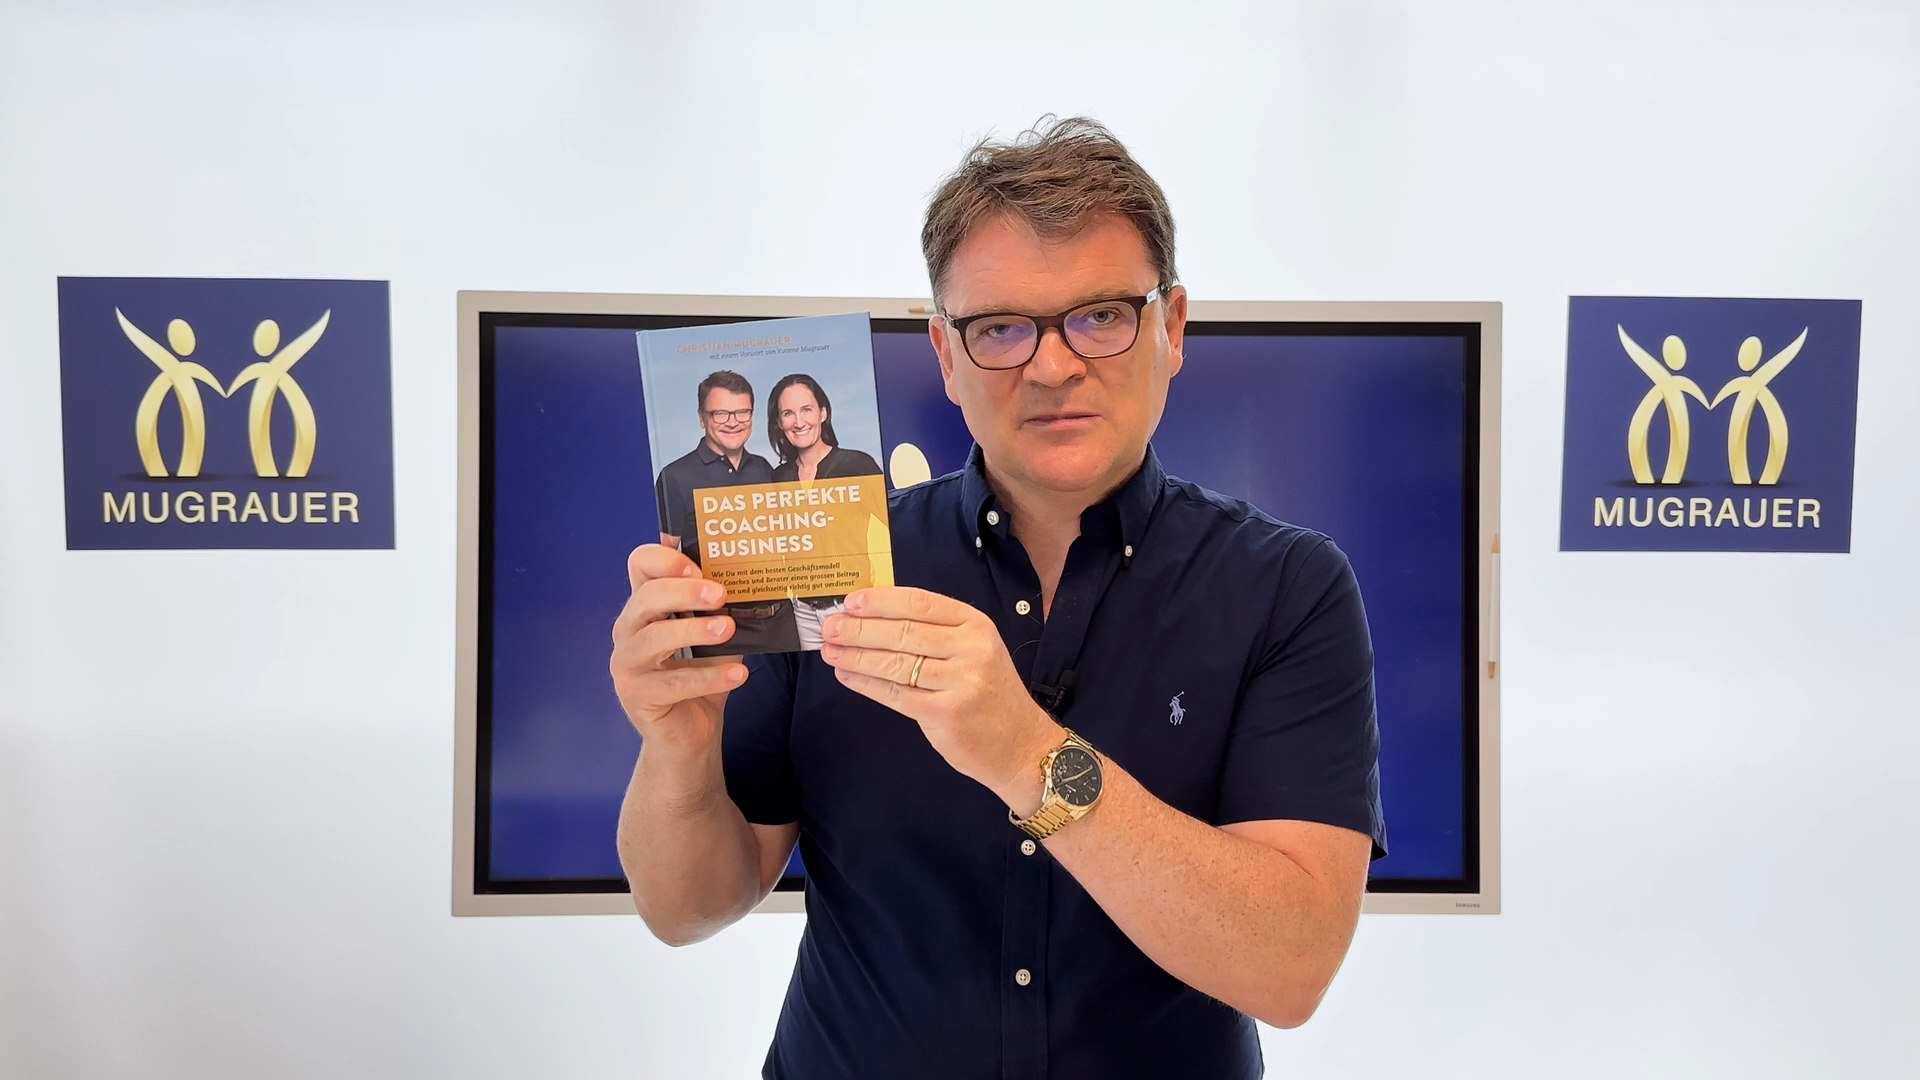 MUGRAUER
CHRISTIAN MUGRAUER
mit einem Vorwort von Yvonne Mugrauer
DAS PERFEKTE
COACHING-
BUSINESS
Wie Du mit dem besten Geschäftsmodell
Coaches und Berater einen grossen Beitrag
und gleichzeitig richtig gut verdienst
MUGRAUER
SAMSUNG